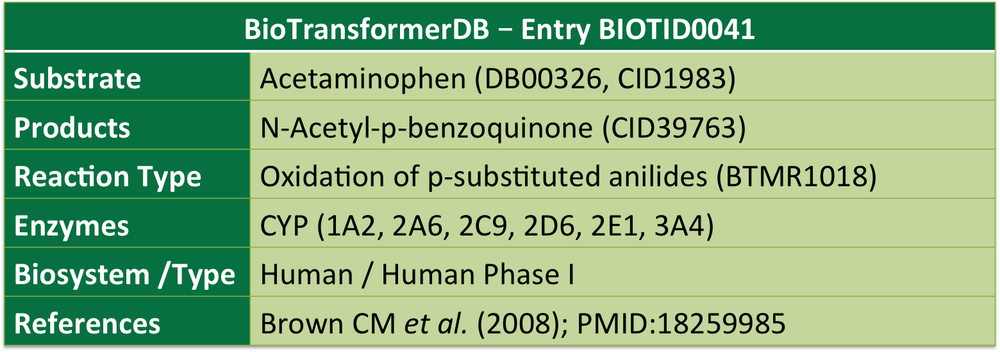 BioTransformerDB – Entry BIOTID0041
Substrate Acetaminophen (DB00326, CID1983)
Products N-Acetyl-p-benzoquinone (CID39763)
Reaction Type Oxidation of p-substituted anilides (BTMR1018)
Enzymes CYP (1A2, 2A6, 2C9, 2D6, 2E1, 3A4)
Biosystem /Type Human / Human Phase I
References Brown CM et al. (2008); PMID:18259985